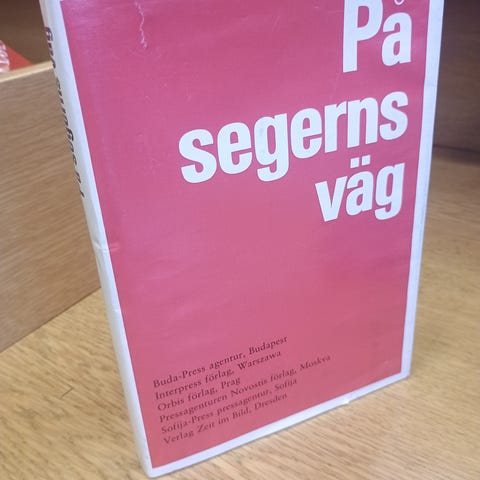 På
segerns
väg
Buda-Press agentur, Budapest
Interpress förlag, Warszawa
Orbis förlag, Prag
Pressagenturen Novostis förlag, Moskva
Sofija-Press pressagentur, Sofija
Verlag Zeit im Bild, Dresden